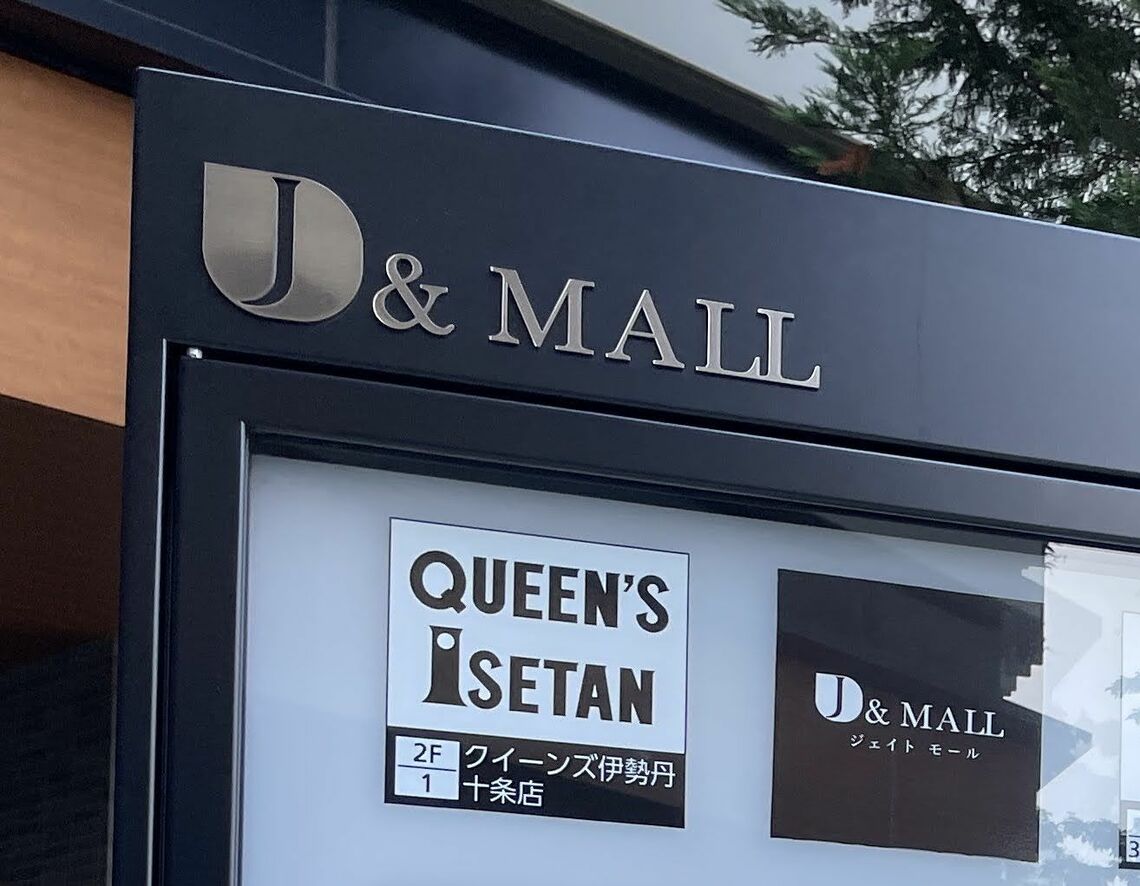 J & MALL
QUEEN'S
ISETAN
2F
1
クイーンズ伊勢丹
十条店
J & MALL
ジェイト モール
3